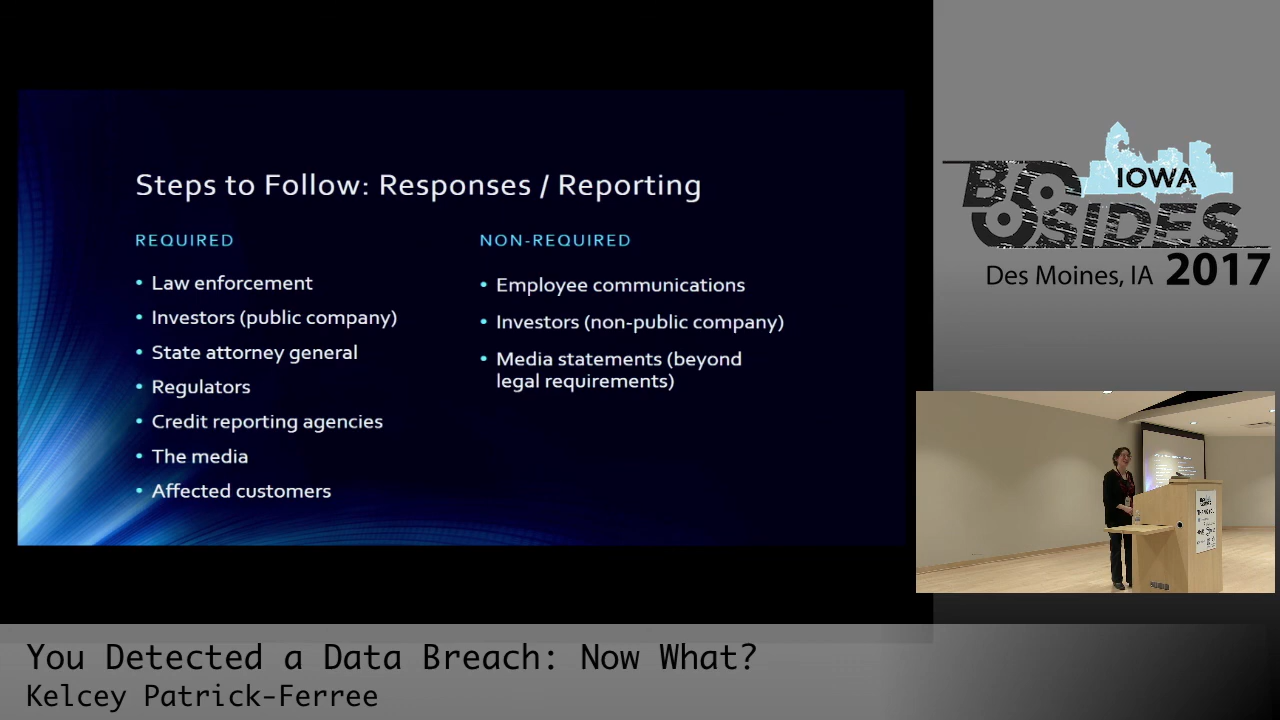 Steps to Follow: Responses / Reporting
REQUIRED
• Law enforcement
• Investors (public company)
• State attorney general
• Regulators
• Credit reporting agencies
• The media
• Affected customers
NON-REQUIRED
• Employee communications
• Investors (non-public company)
• Media statements (beyond
legal requirements)
IOWA
BSIDES
Des Moines, IA 2017
You Detected a Data Breach: Now What?
Kelcey Patrick-Ferree